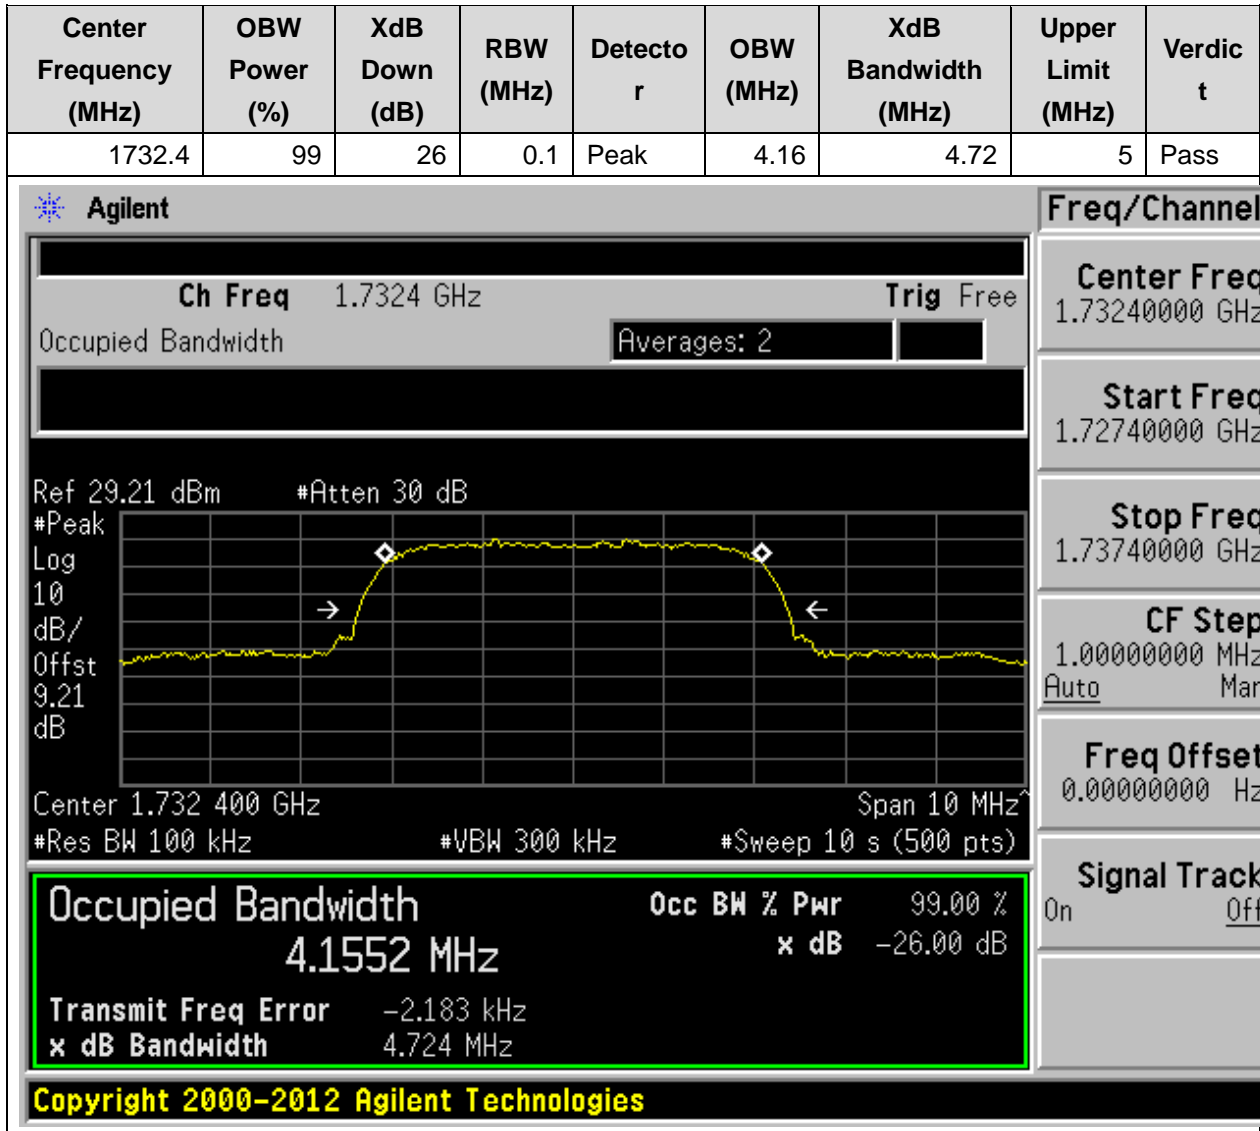 Center Frequency (MHz) OBW Power (%) XdB Down (dB) RBW (MHz) Detector OBW (MHz) XdB Bandwidth (MHz) Upper Limit (MHz) Verdict
1732.4 99 26 0.1 Peak 4.16 4.72 5 Pass
Agilent
Freq/Channel
Ch Freq 1.7324 GHz Trig Free
Occupied Bandwidth Averages: 2
Center Freq
1.73240000 GHz
Start Freq
1.72740000 GHz
Stop Freq
1.73740000 GHz
CF Step
1.00000000 MHz
Auto Man
Freq Offset
0.00000000 Hz
Signal Track
On Off
Ref 29.21 dBm #Atten 30 dB
#Peak
Log
10
dB/
Offst
9.21
dB
Center 1.732 400 GHz Span 10 MHz^
#Res BW 100 kHz #VBW 300 kHz #Sweep 10 s (500 pts)
Occupied Bandwidth Occ BW % Pwr 99.00 %
4.1552 MHz x dB -26.00 dB
Transmit Freq Error -2.183 kHz
x dB Bandwidth 4.724 MHz
Copyright 2000-2012 Agilent Technologies